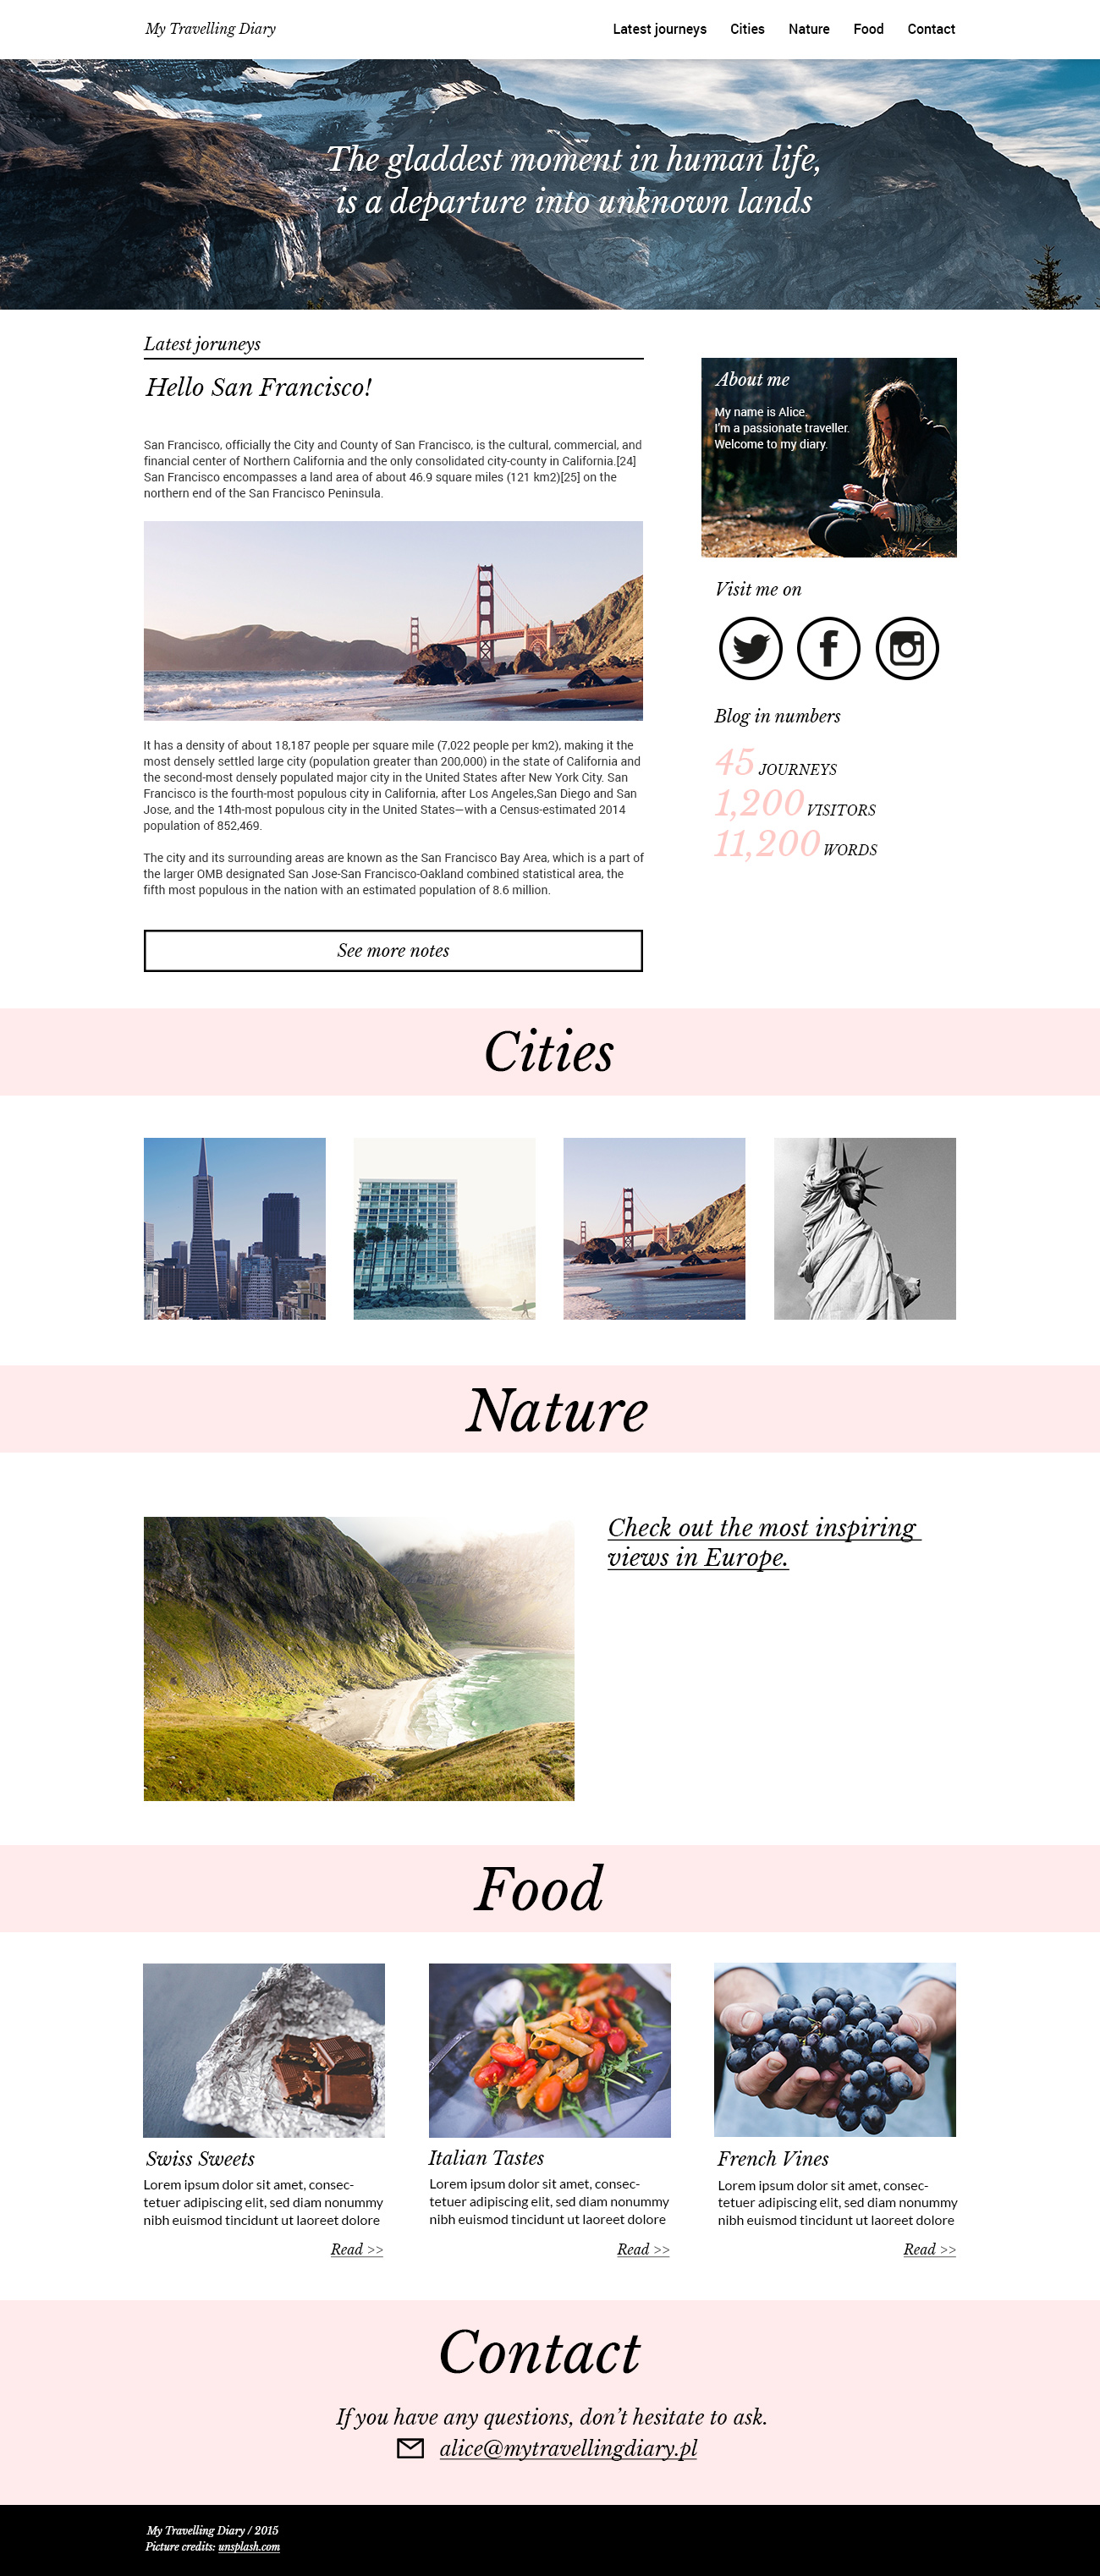 My Travelling Diary
Latest journeys Cities Nature Food Contact
The gladdest moment in human life,
is a departure into unknown lands
Latest joruneys
Hello San Francisco!
San Francisco, officially the City and County of San Francisco, is the cultural, commercial, and
financial center of Northern California and the only consolidated city-county in California.[24]
San Francisco encompasses a land area of about 46.9 square miles (121 km2)[25] on the
northern end of the San Francisco Peninsula.
It has a density of about 18,187 people per square mile (7,022 people per km2), making it the
most densely settled large city (population greater than 200,000) in the state of California and
the second-most densely populated major city in the United States after New York City. San
Francisco is the fourth-most populous city in California, after Los Angeles,San Diego and San
Jose, and the 14th-most populous city in the United States—with a Census-estimated 2014
population of 852,469.
The city and its surrounding areas are known as the San Francisco Bay Area, which is a part of
the larger OMB designated San Jose-San Francisco-Oakland combined statistical area, the
fifth most populous in the nation with an estimated population of 8.6 million.
See more notes
About me
My name is Alice.
I'm a passionate traveller.
Welcome to my diary.
Visit me on
Blog in numbers
45 JOURNEYS
1,200 VISITORS
11,200 WORDS
Cities
Nature
Check out the most inspiring
views in Europe.
Food
Swiss Sweets
Lorem ipsum dolor sit amet, consec-
tetuer adipiscing elit, sed diam nonummy
nibh euismod tincidunt ut laoreet dolore
Read >>
Italian Tastes
Lorem ipsum dolor sit amet, consec-
tetuer adipiscing elit, sed diam nonummy
nibh euismod tincidunt ut laoreet dolore
Read >>
French Vines
Lorem ipsum dolor sit amet, consec-
tetuer adipiscing elit, sed diam nonummy
nibh euismod tincidunt ut laoreet dolore
Read >>
Contact
If you have any questions, don't hesitate to ask.
alice@mytravellingdiary.pl
My Travelling Diary / 2015
Picture credits: unsplash.com